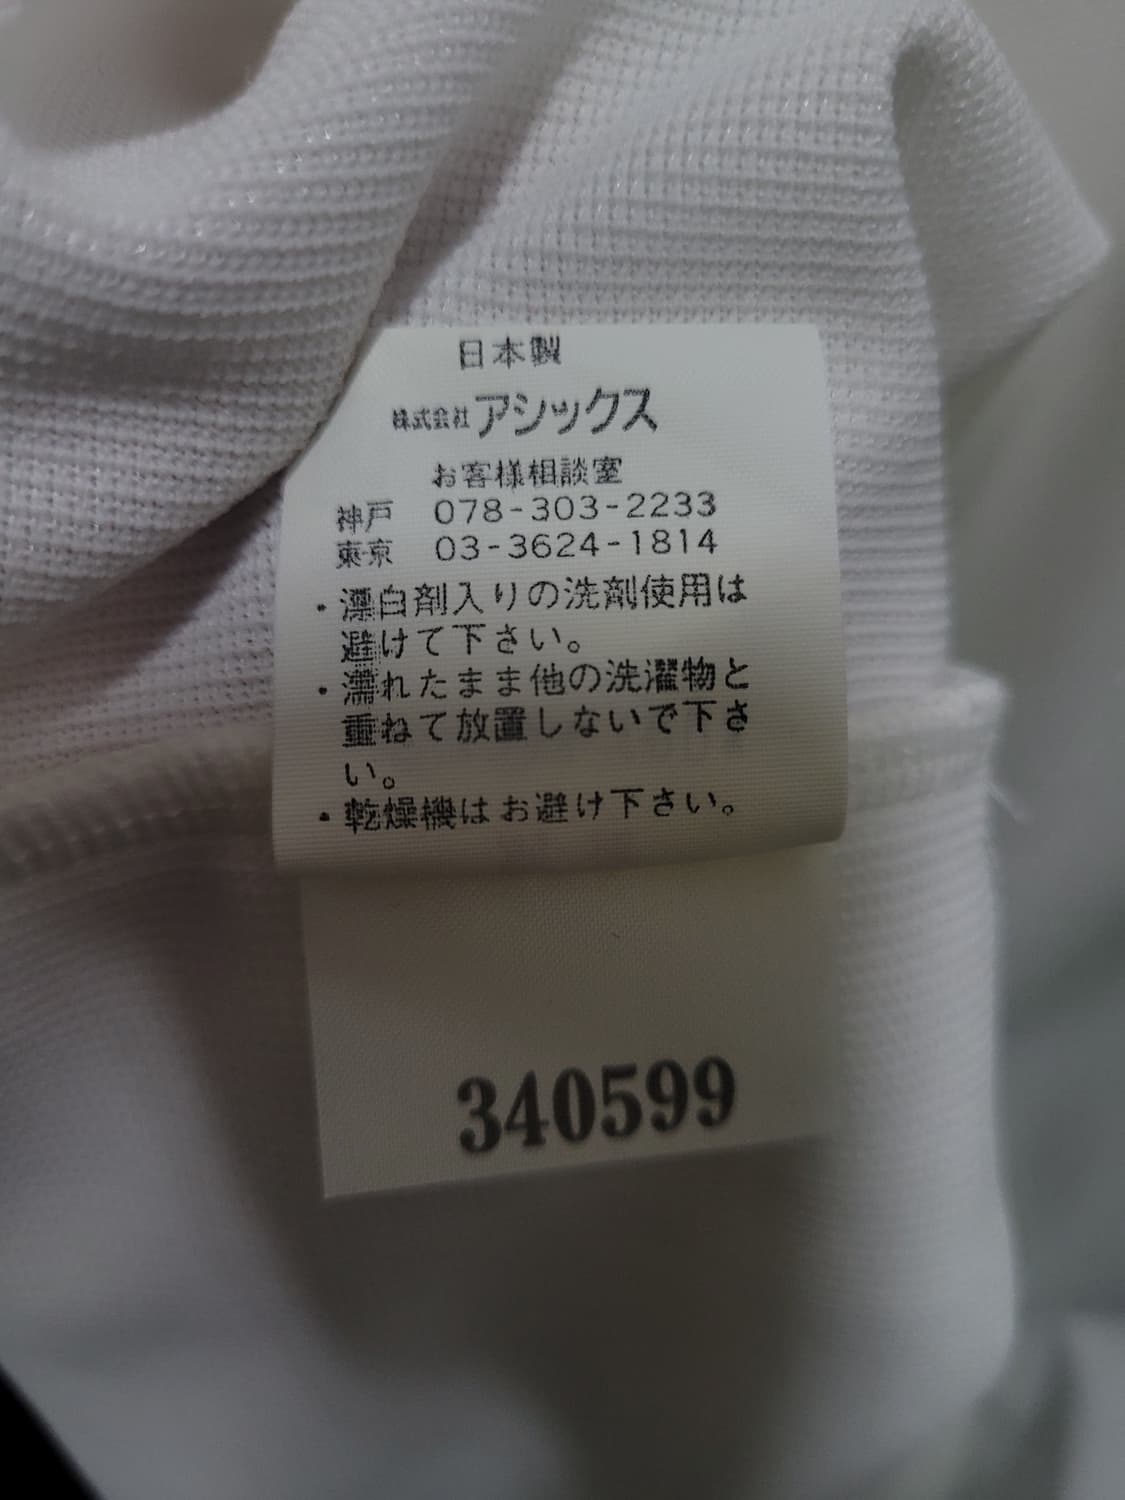 日本製
株式会社アシックス
お客様相談室
神戸 078-303-2233
東京 03-3624-1814
・漂白剤入りの洗剤使用は
避けて下さい。
・濡れたまま他の洗濯物と
重ねて放置しないで下さ
い。
・乾燥機はお避け下さい。
340599